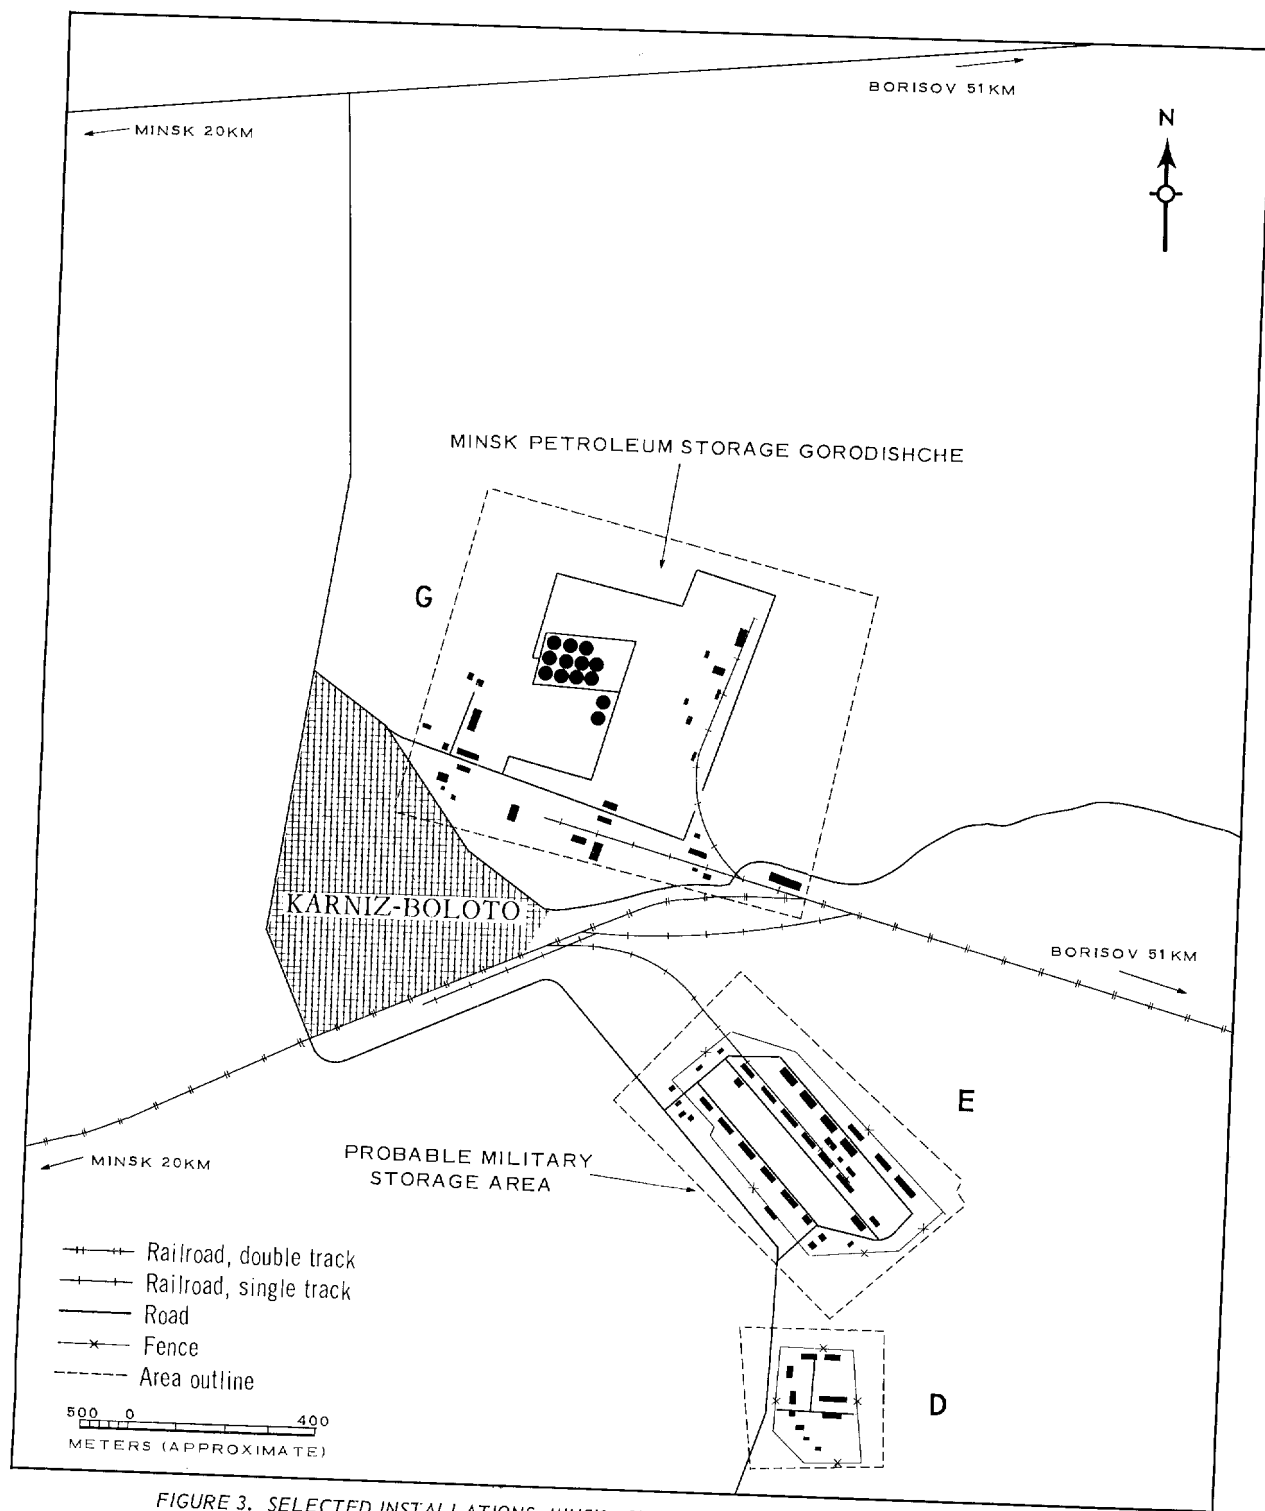 BORISOV 51KM
MINSK 20KM
N
MINSK PETROLEUM STORAGE GORODISHCHE
G
KARNIZ-BOLOTO
BORISOV 51KM
E
PROBABLE MILITARY
STORAGE AREA
MINSK 20KM
Railroad, double track
Railroad, single track
Road
Fence
Area outline
D
500 0 400
METERS (APPROXIMATE)
FIGURE 3. SELECTED INSTALLATIONS